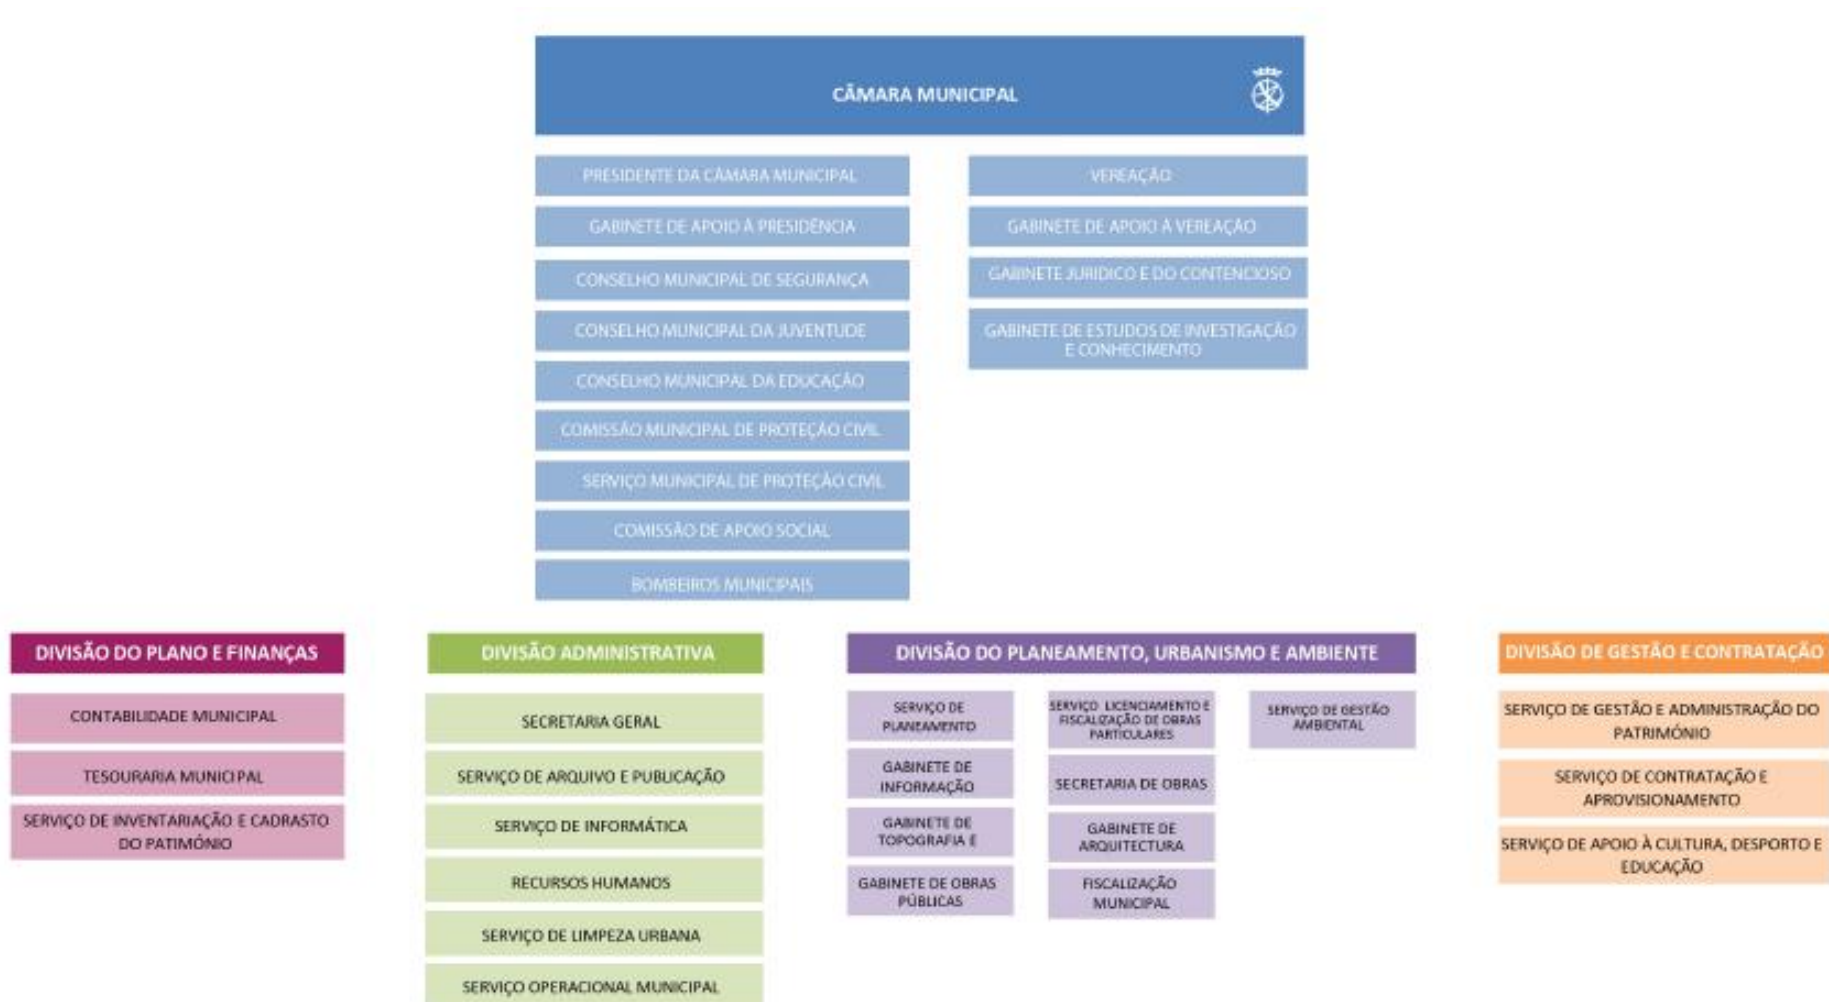 CÂMARA MUNICIPAL
PRESIDENTE DA CÂMARA MUNICIPAL
GABINETE DE APOIO À PRESIDÊNCIA
CONSELHO MUNICIPAL DE SEGURANÇA
CONSELHO MUNICIPAL DA JUVENTUDE
CONSELHO MUNICIPAL DA EDUCAÇÃO
COMISSÃO MUNICIPAL DE PROTEÇÃO CIVIL
SERVIÇO MUNICIPAL DE PROTEÇÃO CIVIL
COMISSÃO DE APOIO SOCIAL
BOMBEIROS MUNICIPAIS
VEREAÇÃO
GABINETE DE APOIO À VEREAÇÃO
GABINETE JURIDICO E DO CONTENCIOSO
GABINETE DE ESTUDOS DE INVESTIGAÇÃO
E CONHECIMENTO
DIVISÃO DO PLANO E FINANÇAS
CONTABILIDADE MUNICIPAL
TESOURARIA MUNICIPAL
SERVIÇO DE INVENTARIAÇÃO E CADRASTO
DO PATIMÓNIO
DIVISÃO ADMINISTRATIVA
SECRETARIA GERAL
SERVIÇO DE ARQUIVO E PUBLICAÇÃO
SERVIÇO DE INFORMÁTICA
RECURSOS HUMANOS
SERVIÇO DE LIMPEZA URBANA
SERVIÇO OPERACIONAL MUNICIPAL
DIVISÃO DO PLANEAMENTO, URBANISMO E AMBIENTE
SERVIÇO DE
PLANEAMENTO
GABINETE DE
INFORMAÇÃO
GABINETE DE
TOPOGRAFIA E
GABINETE DE OBRAS
PÚBLICAS
SERVIÇO LICENCIAMENTO E
FISCALIZAÇÃO DE OBRAS
PARTICULARES
SECRETARIA DE OBRAS
GABINETE DE
ARQUITECTURA
FISCALIZAÇÃO
MUNICIPAL
SERVIÇO DE GESTÃO
AMBIENTAL
DIVISÃO DE GESTÃO E CONTRATAÇÃO
SERVIÇO DE GESTÃO E ADMINISTRAÇÃO DO
PATRIMÓNIO
SERVIÇO DE CONTRATAÇÃO E
APROVISIONAMENTO
SERVIÇO DE APOIO À CULTURA, DESPORTO E
EDUCAÇÃO